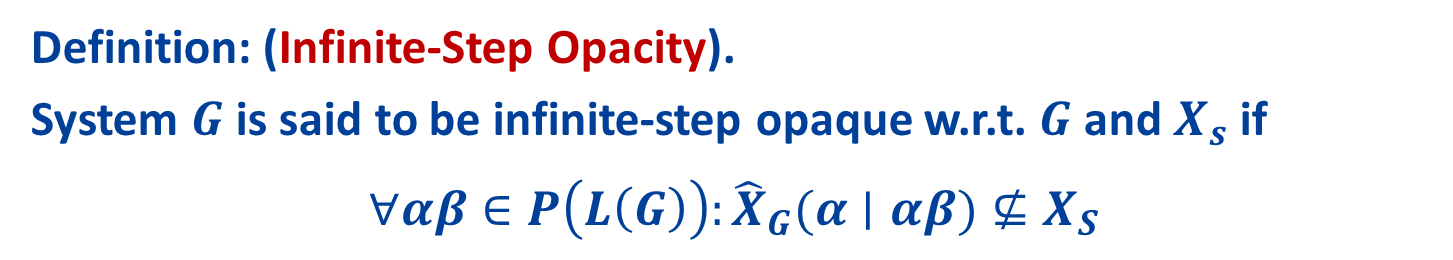 Definition: (Infinite-Step Opacity).
System G is said to be infinite-step opaque w.r.t. G and X_s if
∀αβ ∈ P(L(G)): X̂_G(α | αβ) ⊈ X_S